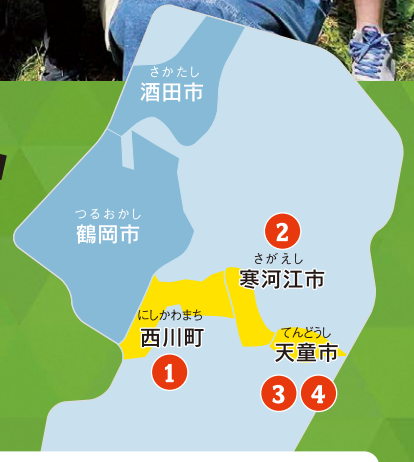 さかたし
酒田市
つるおかし
鶴岡市
2
さがえし
寒河江市
にしかわまち
西川町
1
てんどうし
天童市
3 4